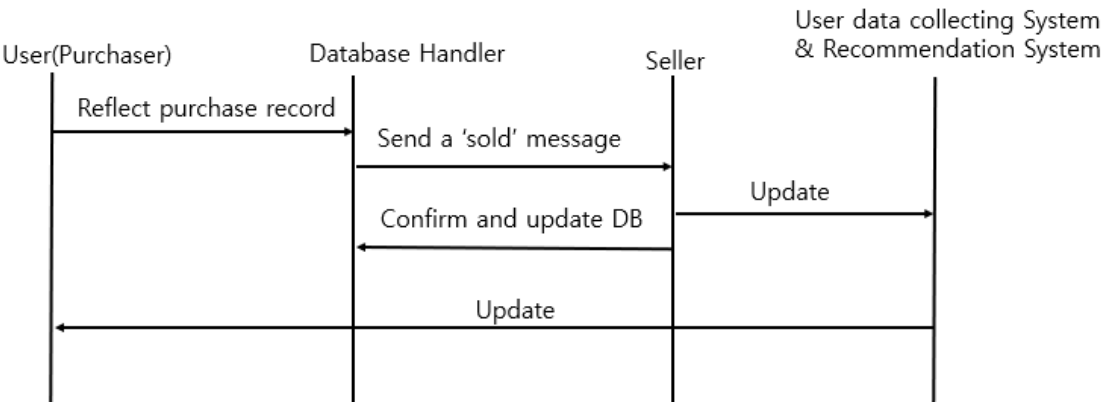 User data collecting System
& Recommendation System
User(Purchaser)
Database Handler
Seller
Reflect purchase record
Send a ‘sold’ message
Update
Confirm and update DB
Update